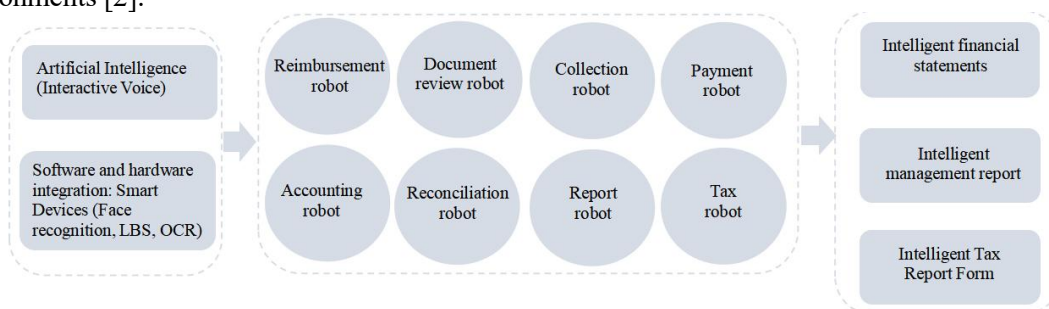 onments [2].
Artificial Intelligence
(Interactive Voice)
Software and hardware
integration: Smart
Devices (Face
recognition, LBS, OCR)
Reimbursement
robot
Document
review robot
Collection
robot
Payment
robot
Accounting
robot
Reconciliation
robot
Report
robot
Tax
robot
Intelligent financial
statements
Intelligent
management report
Intelligent Tax
Report Form